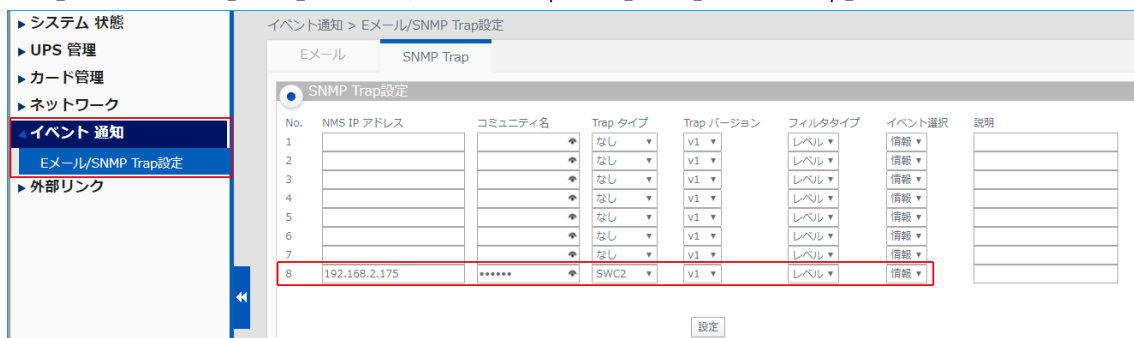 システム 状態
UPS 管理
カード管理
ネットワーク
イベント 通知
Eメール/SNMP Trap設定
外部リンク
イベント通知 > Eメール/SNMP Trap設定
Eメール SNMP Trap
SNMP Trap設定
No. NMS IP アドレス コミュニティ名 Trap タイプ Trap バージョン フィルタタイプ イベント選択 説明
1 なし v1 レベル 情報
2 なし v1 レベル 情報
3 なし v1 レベル 情報
4 なし v1 レベル 情報
5 なし v1 レベル 情報
6 なし v1 レベル 情報
7 なし v1 レベル 情報
8 192.168.2.175 •••••• SWC2 v1 レベル 情報
設定